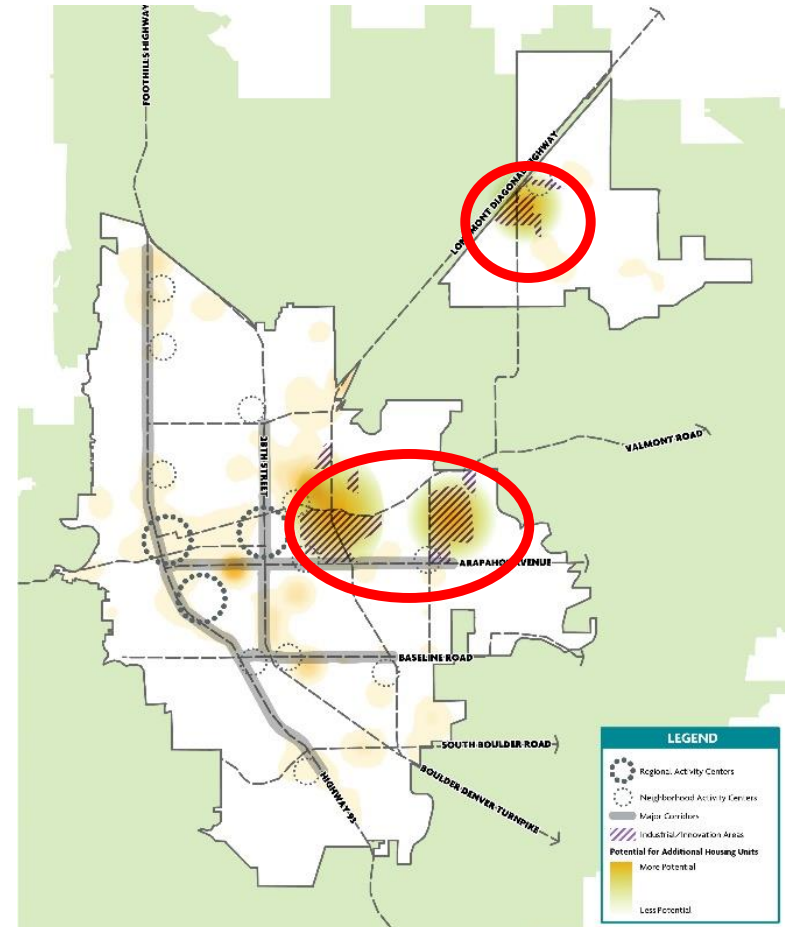 FOOTHILLS HIGHWAY
LONGMONT DIAGONAL HIGHWAY
28TH STREET
VALMONT ROAD
ARAPAHO AVENUE
BASELINE ROAD
SOUTH BOULDER ROAD
BOULDER DENVER TURNPIKE
HIGHWAY 93
LEGEND
Regional Activity Centers
Neighborhood Activity Centers
Major Corridors
Industrial/Innovation Areas
Potential for Additional Housing Units
More Potential
Less Potential